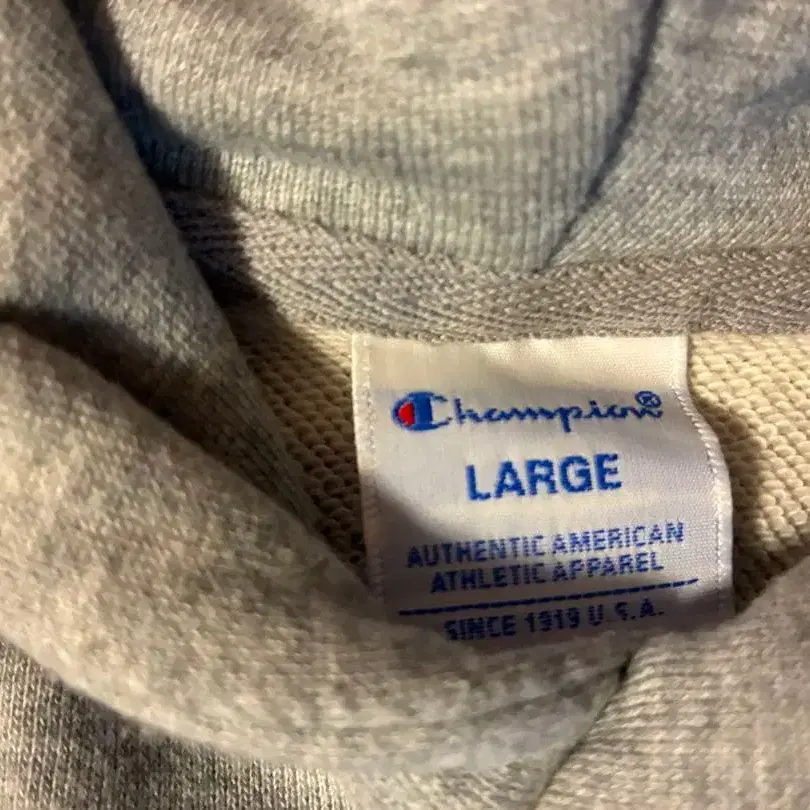 Champion®
LARGE
AUTHENTIC AMERICAN
ATHLETIC APPAREL
SINCE 1919 U.S.A.